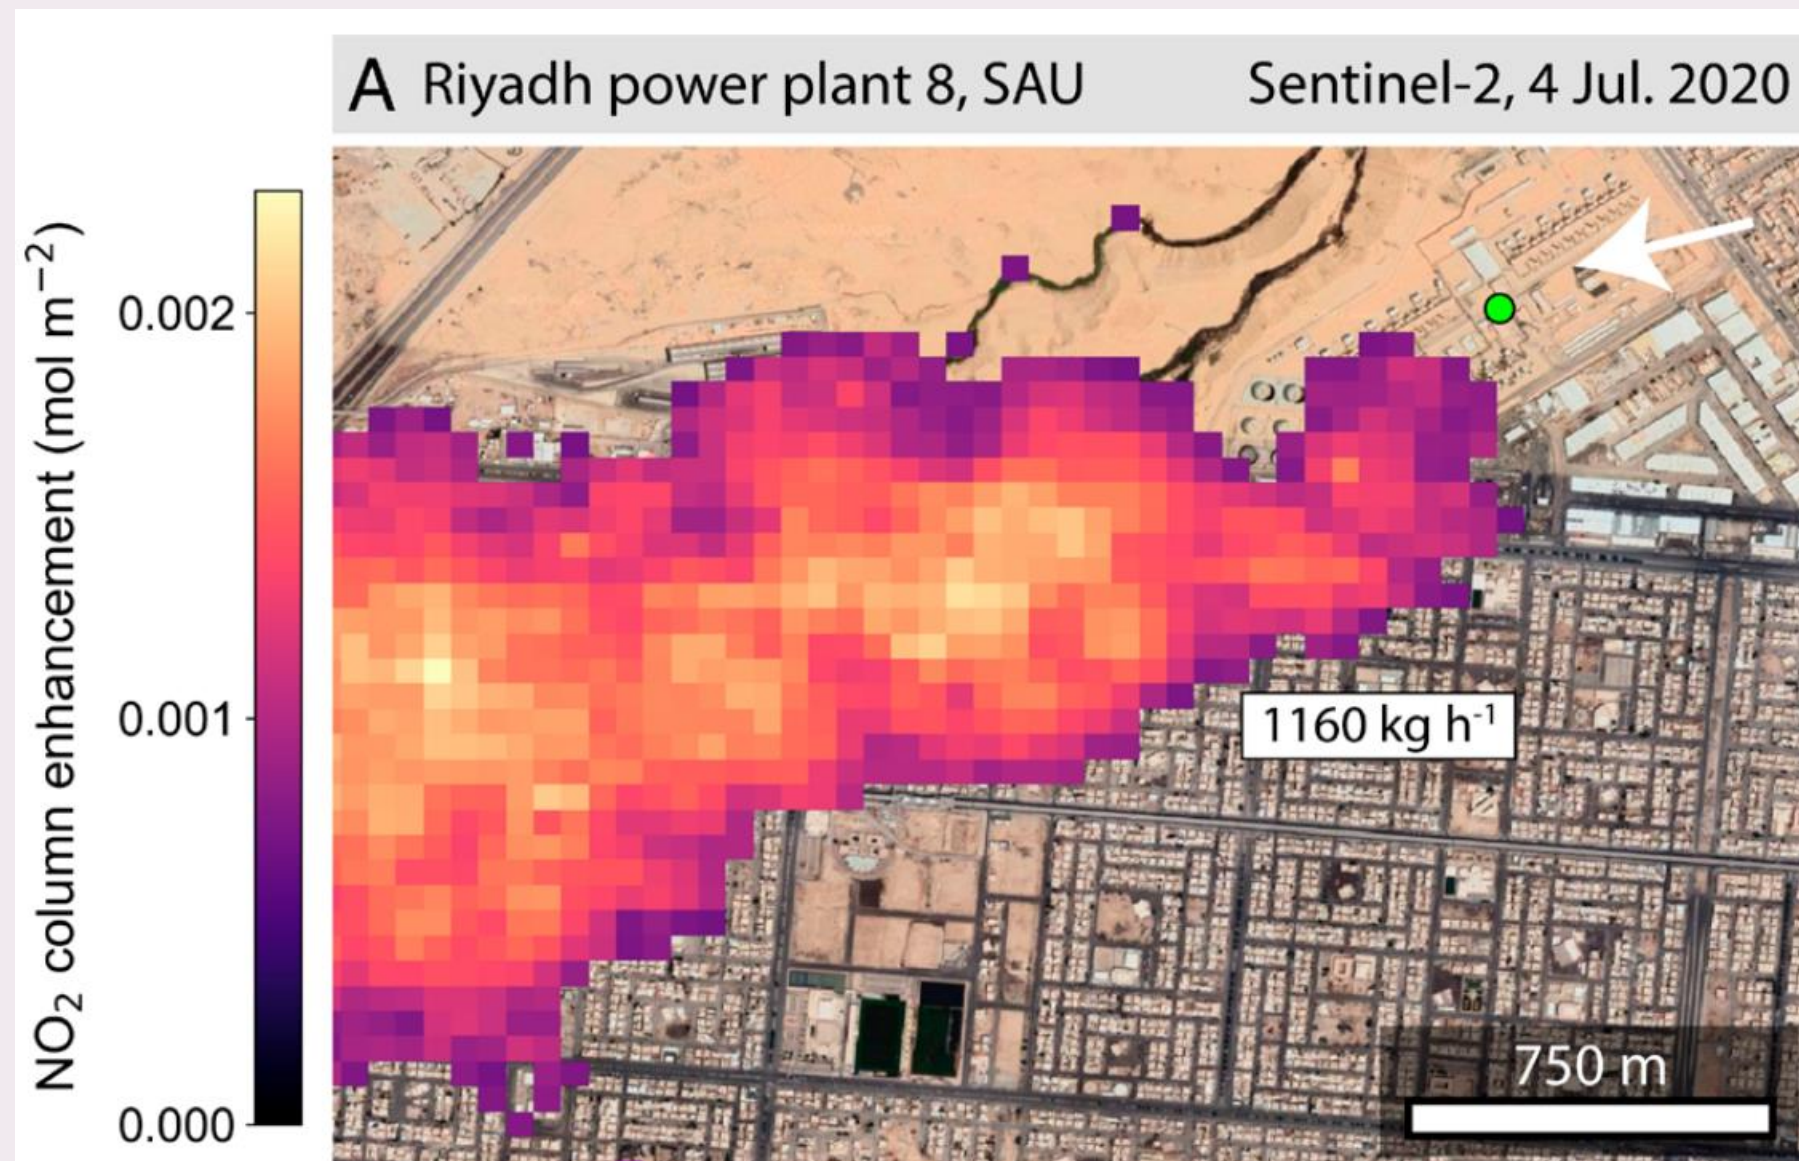 A Riyadh power plant 8, SAU Sentinel-2, 4 Jul. 2020
NO₂ column enhancement (mol m⁻²)
0.002
0.001
0.000
1160 kg h⁻¹
750 m